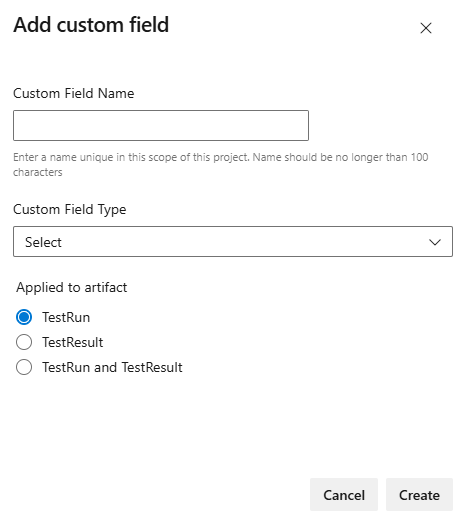 Add custom field
Custom Field Name
Enter a name unique in this scope of this project. Name should be no longer than 100
characters
Custom Field Type
Select
Applied to artifact
TestRun
TestResult
TestRun and TestResult
Cancel
Create